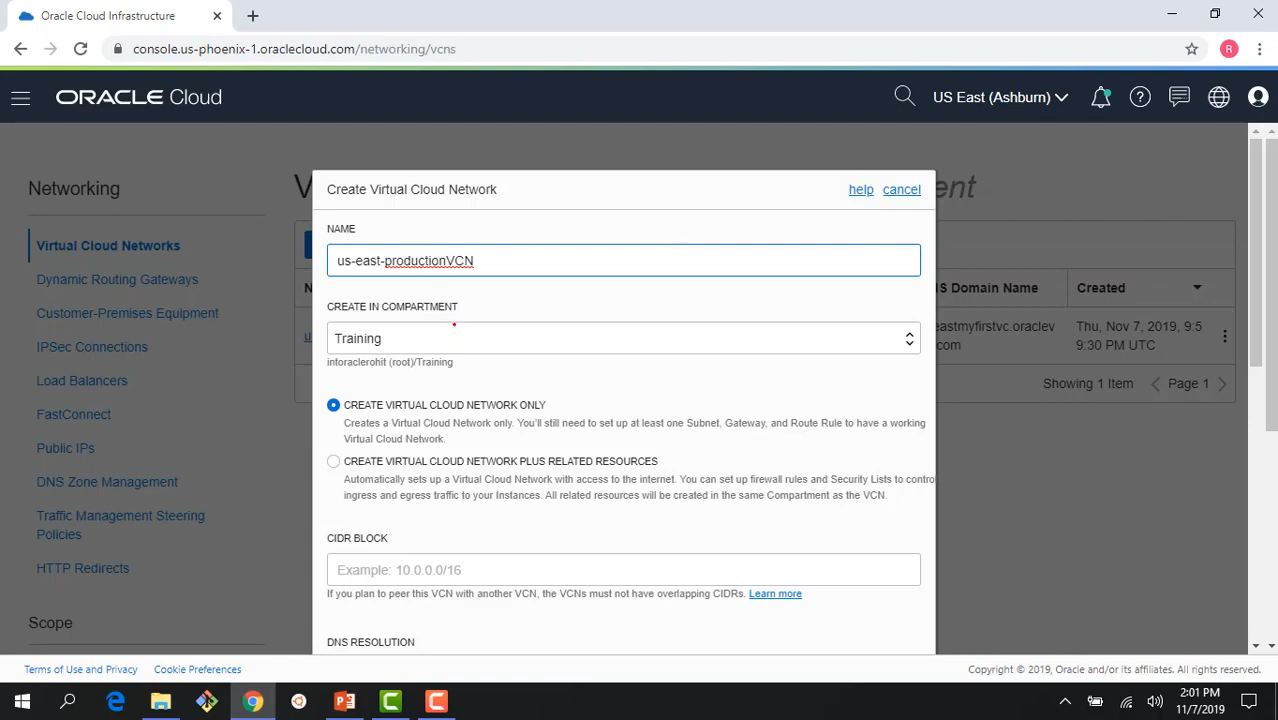 Oracle Cloud Infrastructure
console.us-phoenix-1.oraclecloud.com/networking/vcns
R
ORACLE Cloud
US East (Ashburn)
Networking
Virtual Cloud Networks
Dynamic Routing Gateways
Customer-Premises Equipment
IPSec Connections
Load Balancers
FastConnect
Public IPs
DNS Zone Management
Traffic Management Steering
Policies
HTTP Redirects
Scope
Create Virtual Cloud Network
help
cancel
NAME
us-east-productionVCN
CREATE IN COMPARTMENT
Training
intoraclerohit (root)/Training
CREATE VIRTUAL CLOUD NETWORK ONLY
Creates a Virtual Cloud Network only. You'll still need to set up at least one Subnet, Gateway, and Route Rule to have a working
Virtual Cloud Network.
CREATE VIRTUAL CLOUD NETWORK PLUS RELATED RESOURCES
Automatically sets up a Virtual Cloud Network with access to the internet. You can set up firewall rules and Security Lists to contro
ingress and egress traffic to your Instances. All related resources will be created in the same Compartment as the VCN.
CIDR BLOCK
Example: 10.0.0.0/16
If you plan to peer this VCN with another VCN, the VCNs must not have overlapping CIDRs. Learn more
DNS RESOLUTION
Domain Name
Created
Thu, Nov 7, 2019, 9:5
9:30 PM UTC
Showing 1 Item
Page 1
Terms of Use and Privacy
Cookie Preferences
Copyright © 2019, Oracle and/or its affiliates. All rights reserved.
2:01 PM
11/7/2019